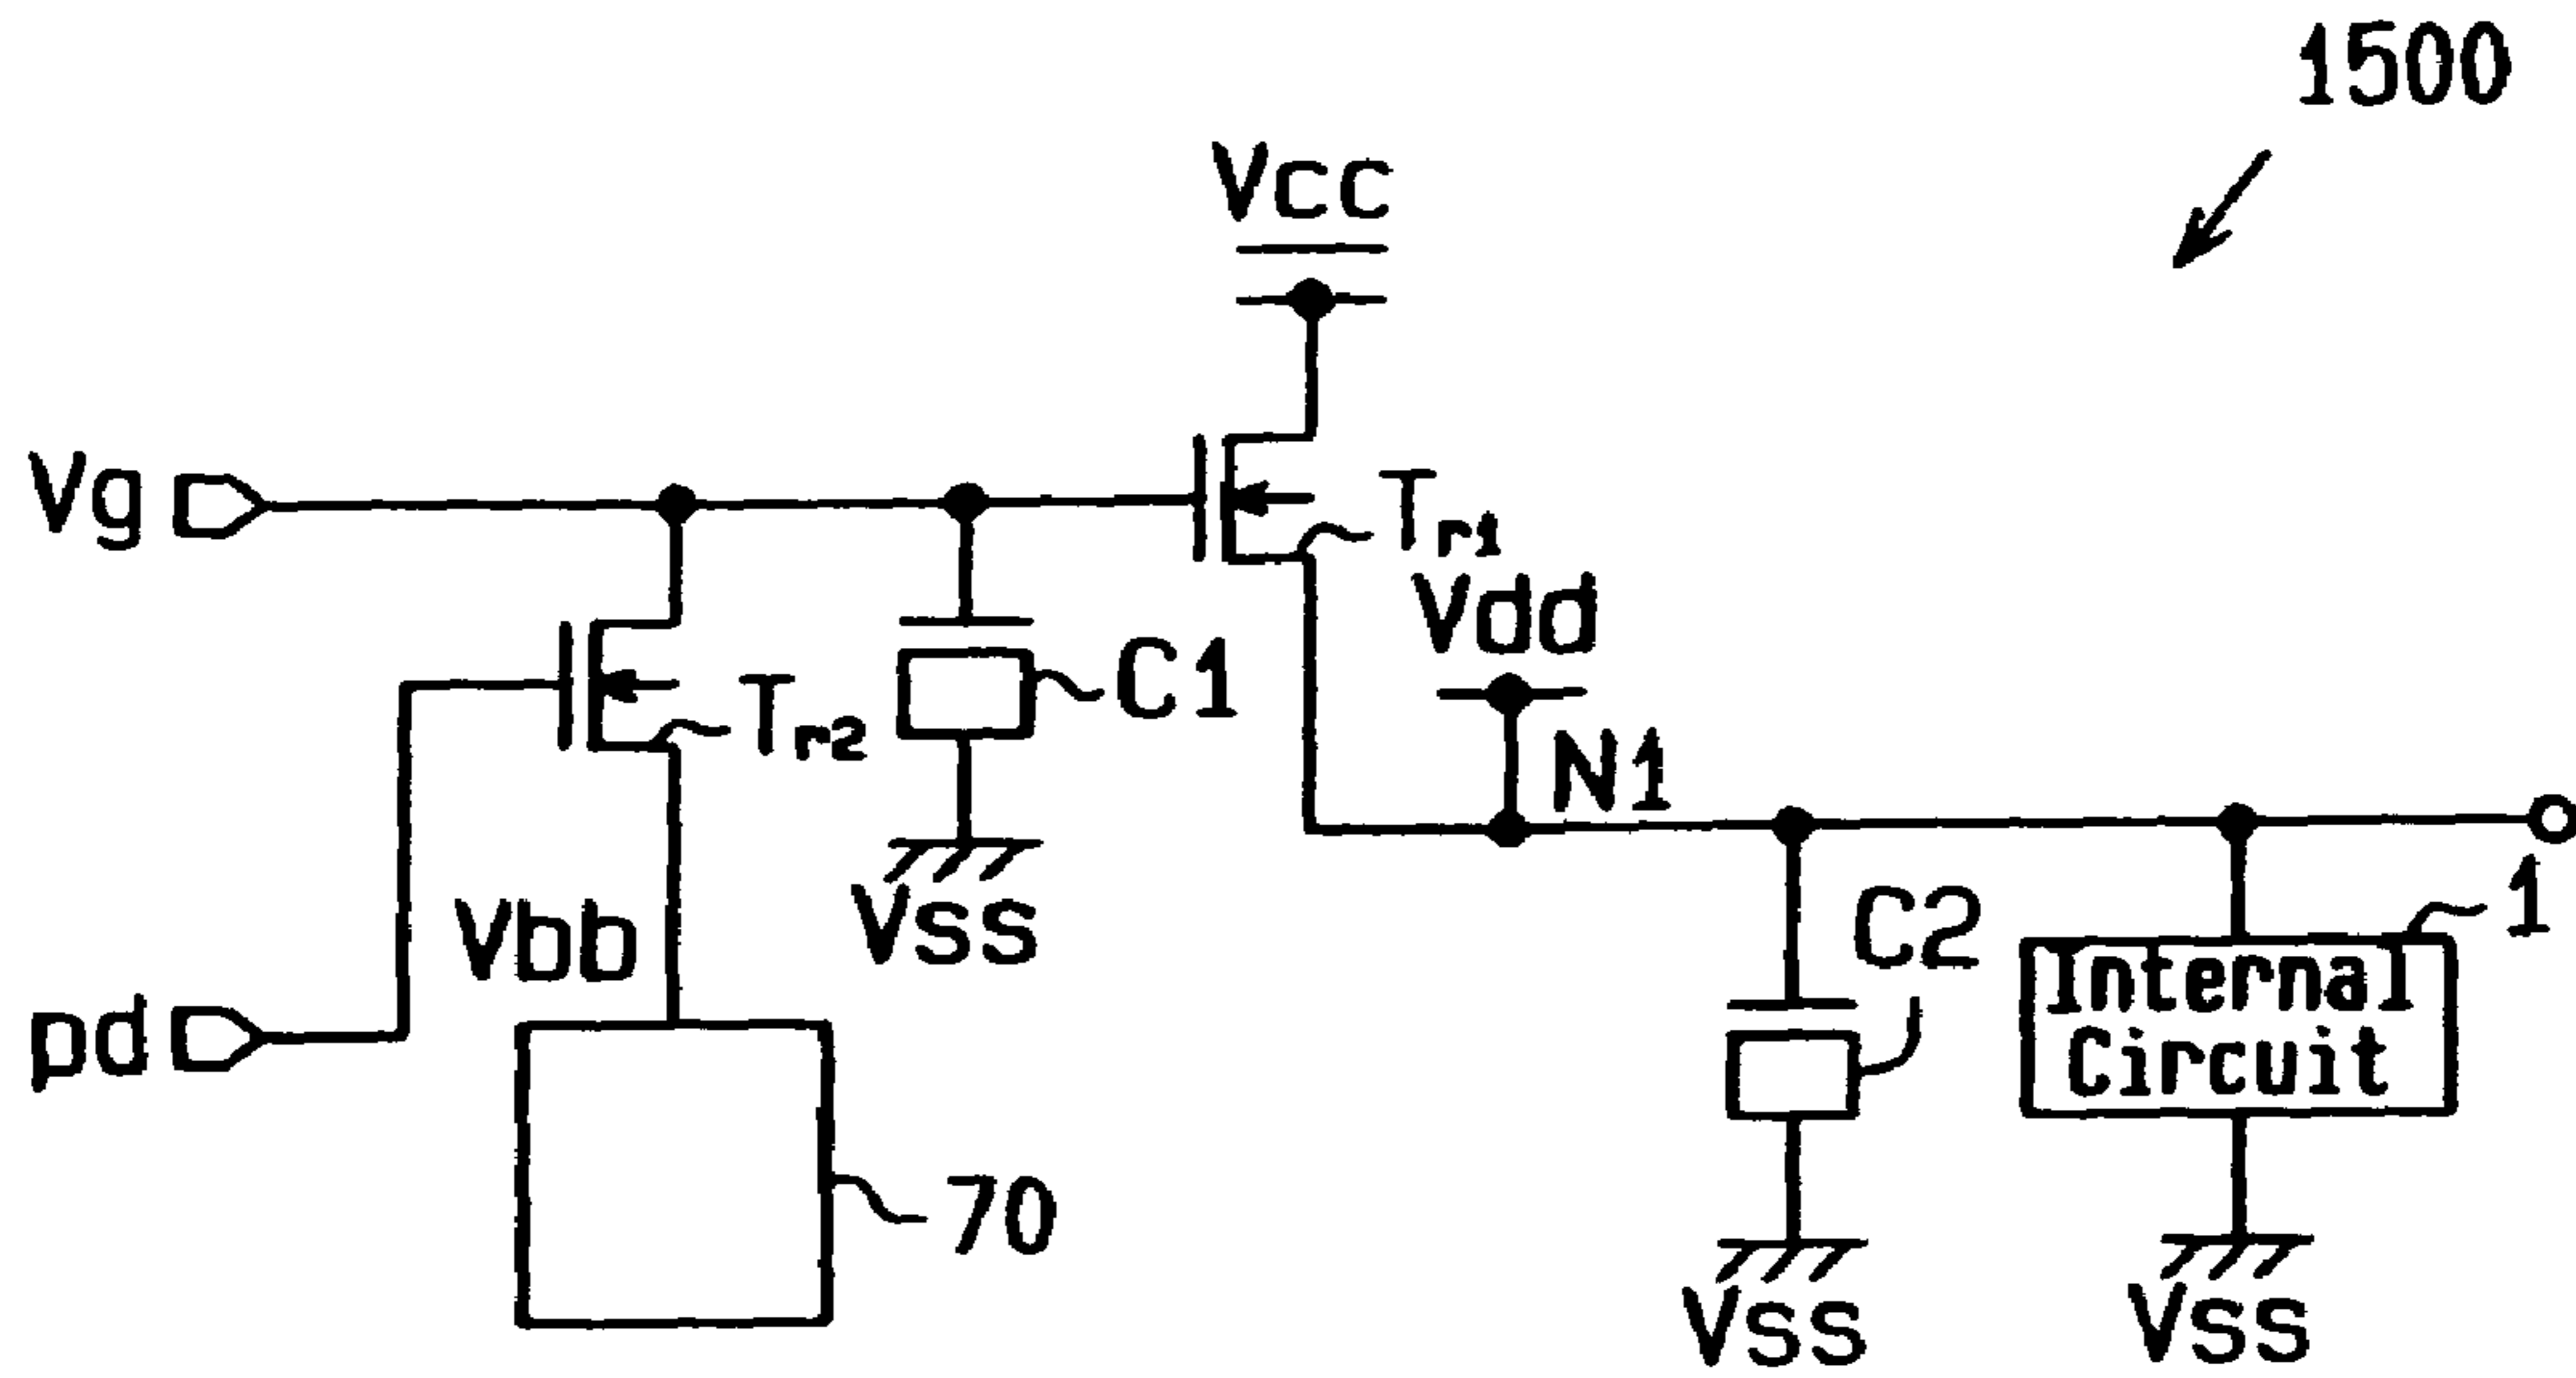 1500
Vcc
Vg
Tr1
Vdd
Tr2
C1
N1
Vbb
Vss
C2
1
pd
Internal
Circuit
70
Vss
Vss